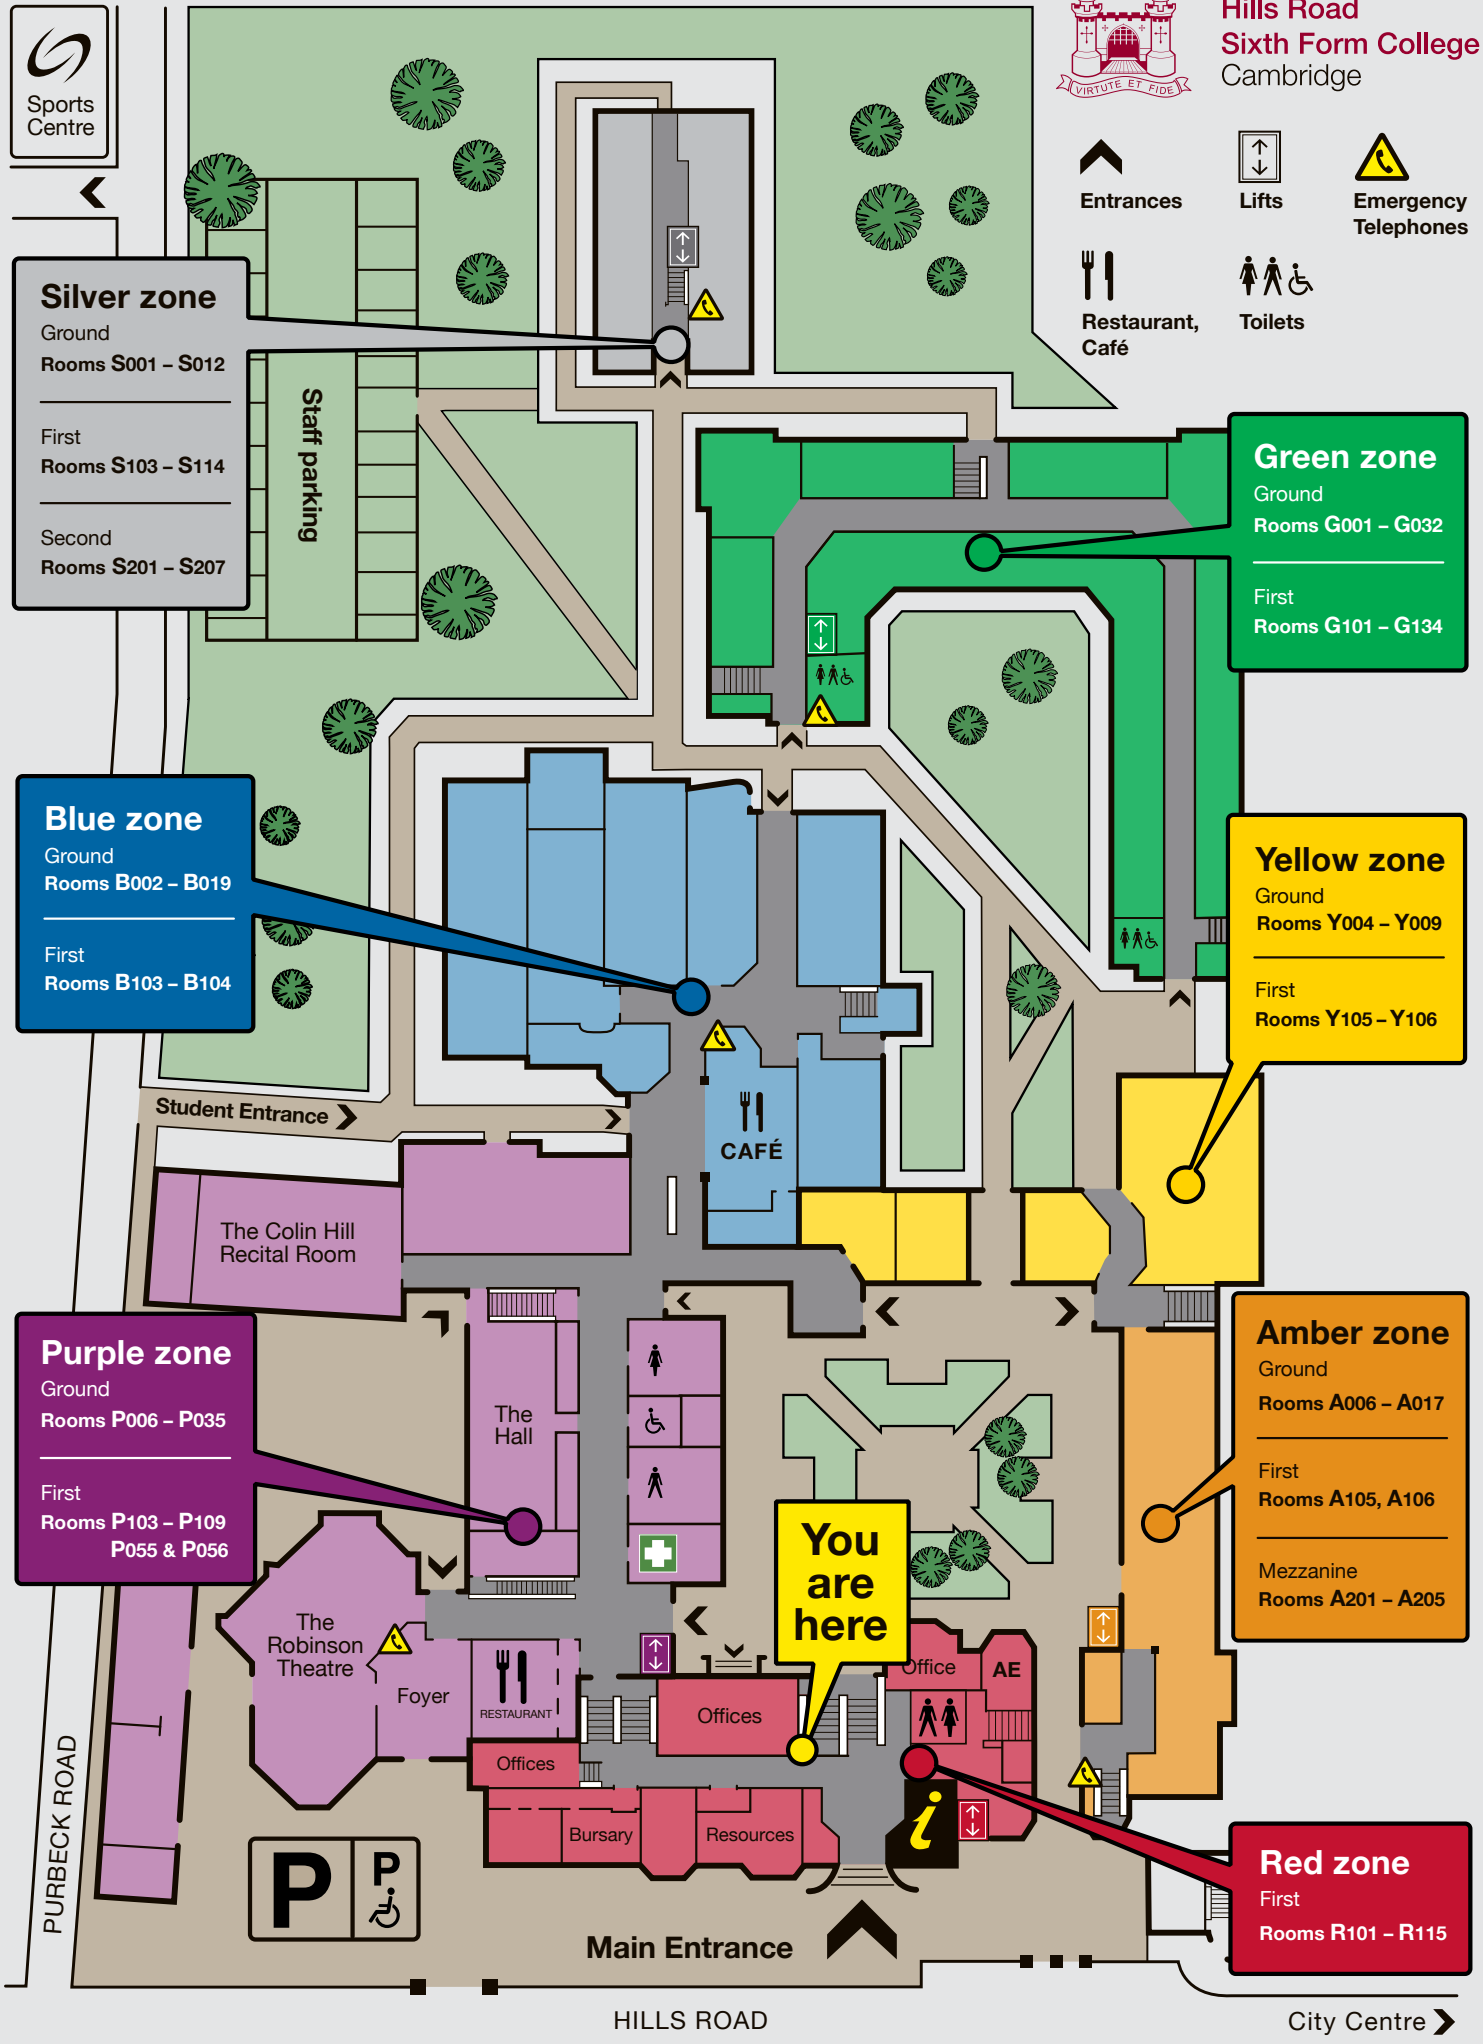 Hills Road
Sixth Form College
Cambridge
VIRTUTE ET FIDE
Sports
Centre
Entrances
Lifts
Emergency
Telephones
Restaurant,
Café
Toilets
Silver zone
Ground
Rooms S001 – S012
First
Rooms S103 – S114
Second
Rooms S201 – S207
Staff parking
Green zone
Ground
Rooms G001 – G032
First
Rooms G101 – G134
Blue zone
Ground
Rooms B002 – B019
First
Rooms B103 – B104
Yellow zone
Ground
Rooms Y004 – Y009
First
Rooms Y105 – Y106
Student Entrance
CAFÉ
The Colin Hill
Recital Room
Purple zone
Ground
Rooms P006 – P035
First
Rooms P103 – P109
P055 & P056
The
Hall
Amber zone
Ground
Rooms A006 – A017
First
Rooms A105, A106
Mezzanine
Rooms A201 – A205
You
are
here
The
Robinson
Theatre
Foyer
RESTAURANT
Office
AE
Offices
Offices
Bursary
Resources
i
P
P
Red zone
First
Rooms R101 – R115
Main Entrance
PURBECK ROAD
HILLS ROAD
City Centre